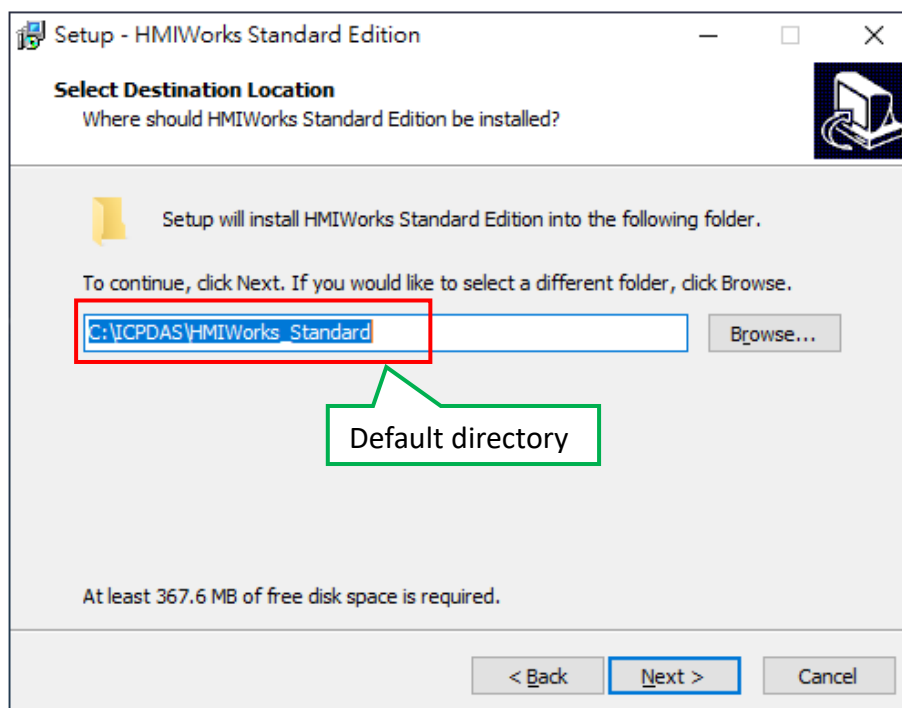 Setup - HMIWorks Standard Edition
Select Destination Location
Where should HMIWorks Standard Edition be installed?
Setup will install HMIWorks Standard Edition into the following folder.
To continue, click Next. If you would like to select a different folder, click Browse.
C:\ICPDAS\HMIWorks_Standard
Browse...
Default directory
At least 367.6 MB of free disk space is required.
< Back
Next >
Cancel